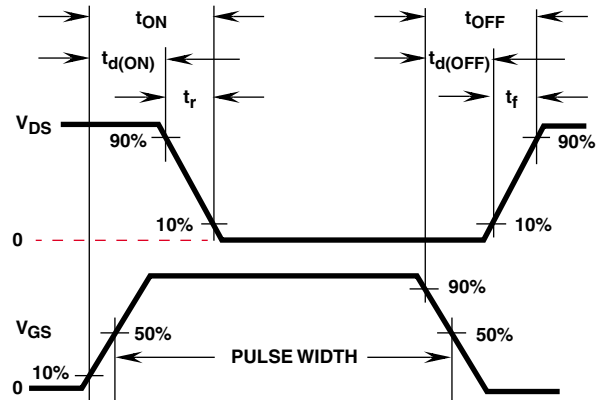 tON
tOFF
td(ON)
td(OFF)
tr
tf
VDS
90%
90%
10%
10%
0
90%
VGS
50%
50%
PULSE WIDTH
10%
0